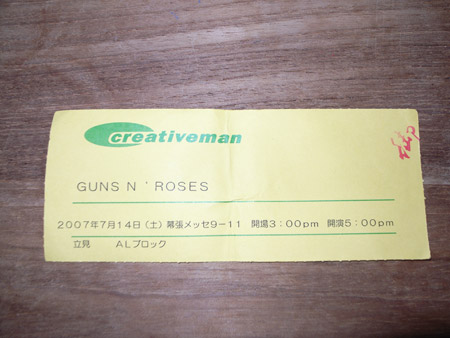 creativeman
GUNS N ' ROSES
2007年7月14日（土）幕張メッセ9－11 開場3：00pm 開演5：00pm
立見 ALブロック